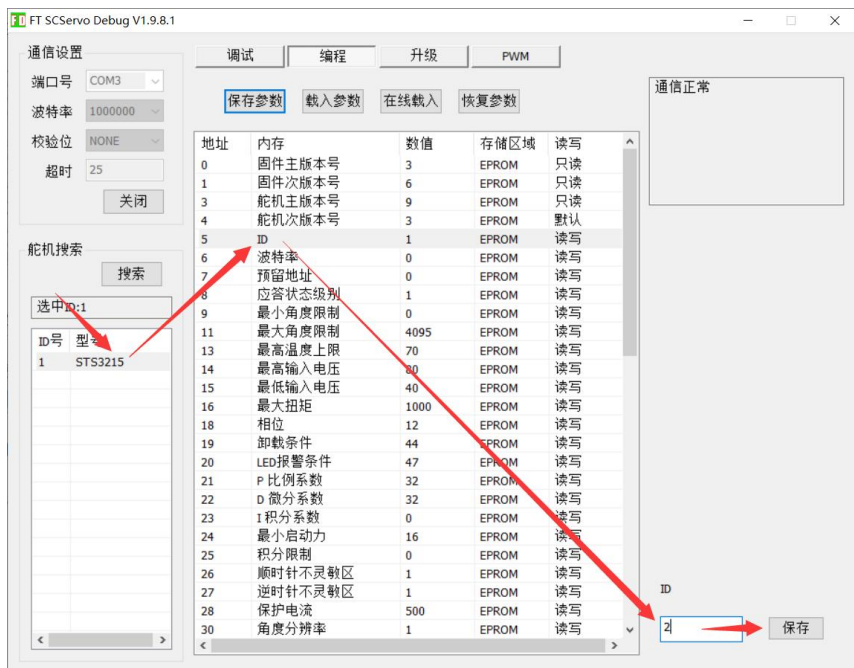 FT SCServo Debug V1.9.8.1
通信设置
端口号 COM3
波特率 1000000
校验位 NONE
超时 25
关闭
舵机搜索
搜索
选中ID:1
ID号 型号
1 STS3215
调试 编程 升级 PWM
保存参数 载入参数 在线载入 恢复参数
地址 内存 数值 存储区域 读写
0 固件主版本号 3 EPROM 只读
1 固件次版本号 6 EPROM 只读
3 舵机主版本号 9 EPROM 只读
4 舵机次版本号 3 EPROM 默认
5 ID 1 EPROM 读写
6 波特率 0 EPROM 读写
7 预留地址 0 EPROM 读写
8 应答状态级别 1 EPROM 读写
9 最小角度限制 0 EPROM 读写
11 最大角度限制 4095 EPROM 读写
13 最高温度上限 70 EPROM 读写
14 最高输入电压 80 EPROM 读写
15 最低输入电压 40 EPROM 读写
16 最大扭矩 1000 EPROM 读写
18 相位 12 EPROM 读写
19 卸载条件 44 EPROM 读写
20 LED报警条件 47 EPROM 读写
21 P 比例系数 32 EPROM 读写
22 D 微分系数 32 EPROM 读写
23 I 积分系数 0 EPROM 读写
24 最小启动力 16 EPROM 读写
25 积分限制 0 EPROM 读写
26 顺时针不灵敏区 1 EPROM 读写
27 逆时针不灵敏区 1 EPROM 读写
28 保护电流 500 EPROM 读写
30 角度分辨率 1 EPROM 读写
通信正常
ID
2 保存